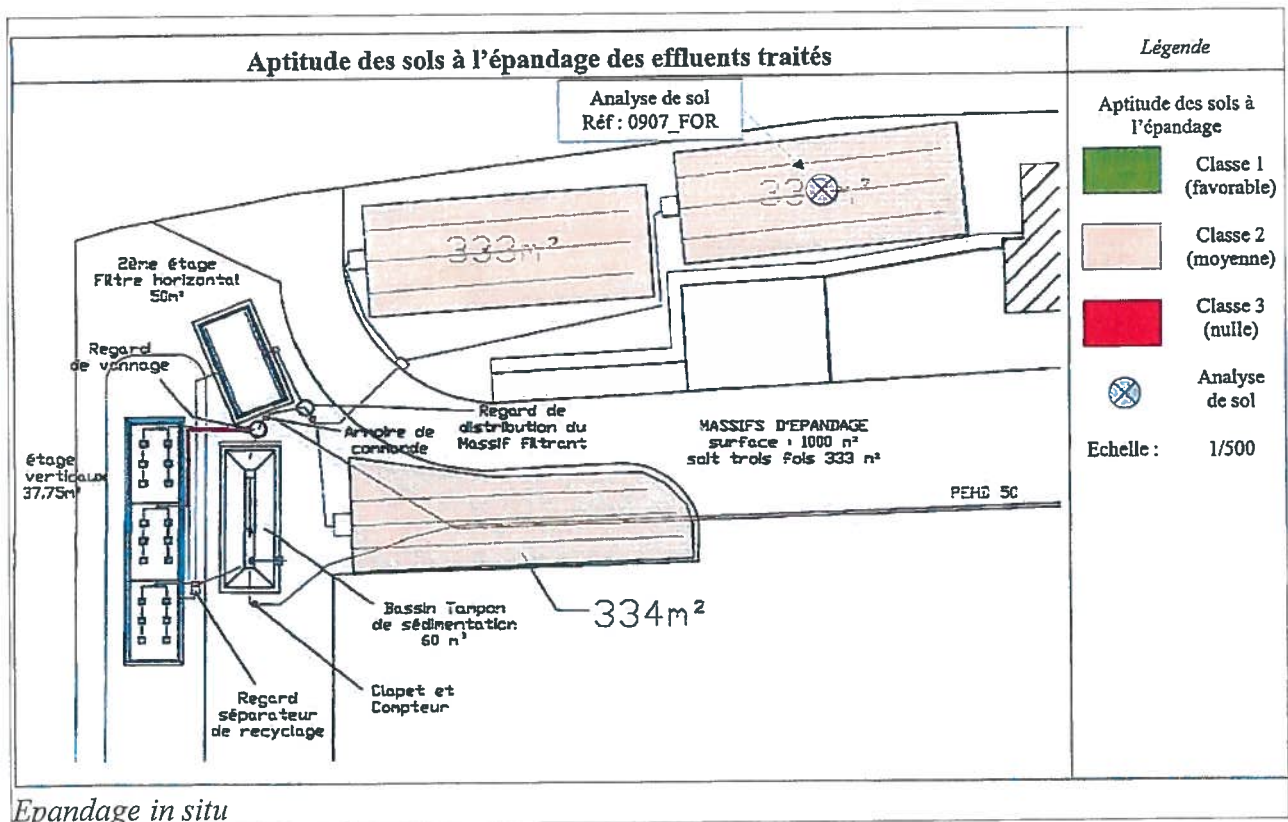 Aptitude des sols à l'épandage des effluents traités
Légende
Analyse de sol
Réf : 0907_FOR
Aptitude des sols à
l'épandage
Classe 1
(favorable)
Classe 2
(moyenne)
Classe 3
(nulle)
Analyse
de sol
Echelle : 1/500
333m²
2ème étage
Filtre horizontal
50m²
Regard
de vannage
Regard de
distribution du
Massif Filtrant
Armoire de
connande
MASSIFS D'EPANDAGE
surface : 1000 m²
soit trois fois 333 m²
étage
verticaux
37.75m²
PEHD 50
334m²
Bassin Tampon
de sédimentation
60 m³
Clapet et
Compteur
Regard
séparateur
de recyclage
Epandage in situ